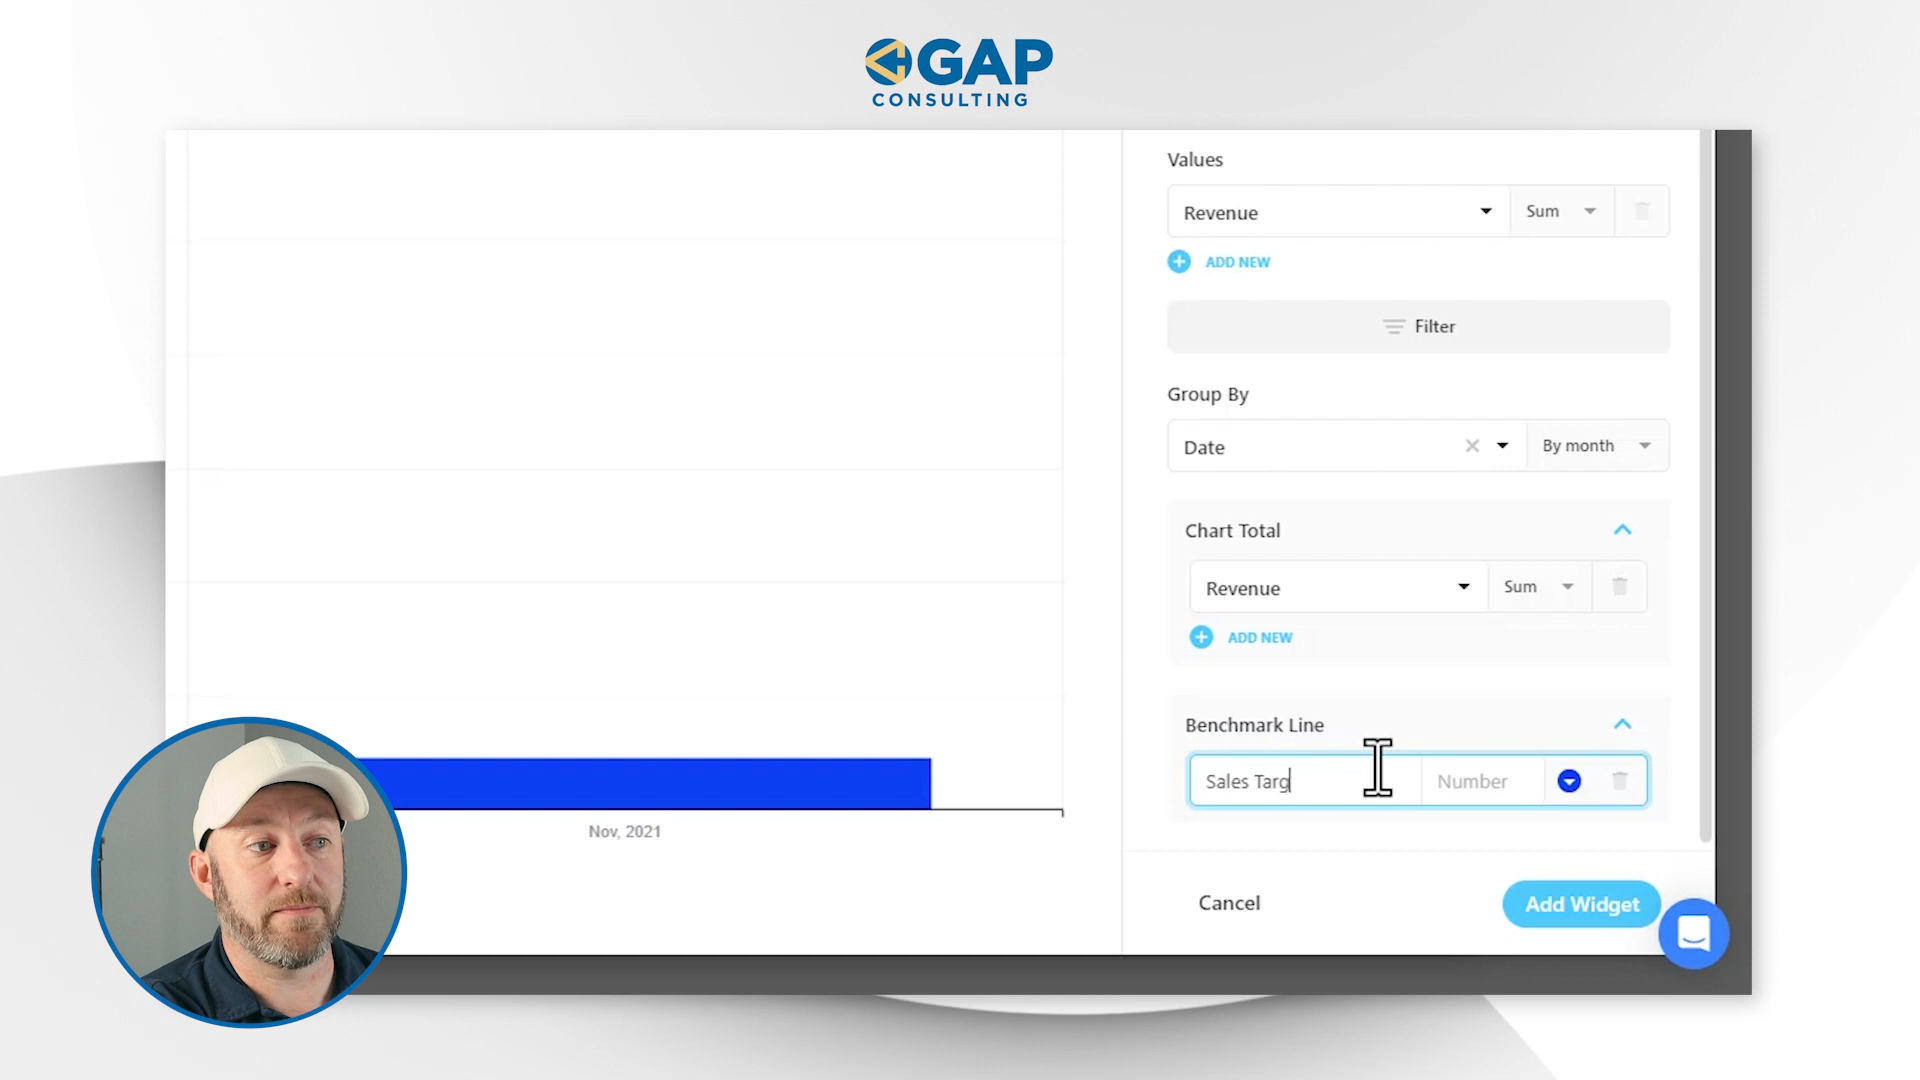 GAP
CONSULTING
Values
Revenue Sum
ADD NEW
Filter
Group By
Date By month
Chart Total
Revenue Sum
ADD NEW
Benchmark Line
Sales Targ Number
Nov, 2021
Cancel Add Widget